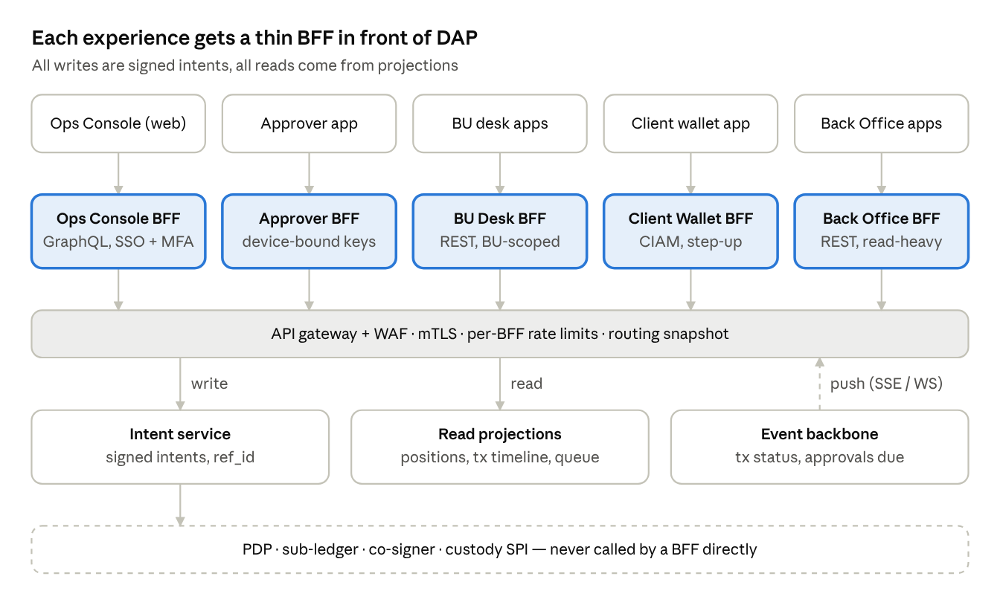 Each experience gets a thin BFF in front of DAP
All writes are signed intents, all reads come from projections
Ops Console (web)
Approver app
BU desk apps
Client wallet app
Back Office apps
Ops Console BFF
GraphQL, SSO + MFA
Approver BFF
device-bound keys
BU Desk BFF
REST, BU-scoped
Client Wallet BFF
CIAM, step-up
Back Office BFF
REST, read-heavy
API gateway + WAF · mTLS · per-BFF rate limits · routing snapshot
write
read
push (SSE / WS)
Intent service
signed intents, ref_id
Read projections
positions, tx timeline, queue
Event backbone
tx status, approvals due
PDP · sub-ledger · co-signer · custody SPI — never called by a BFF directly